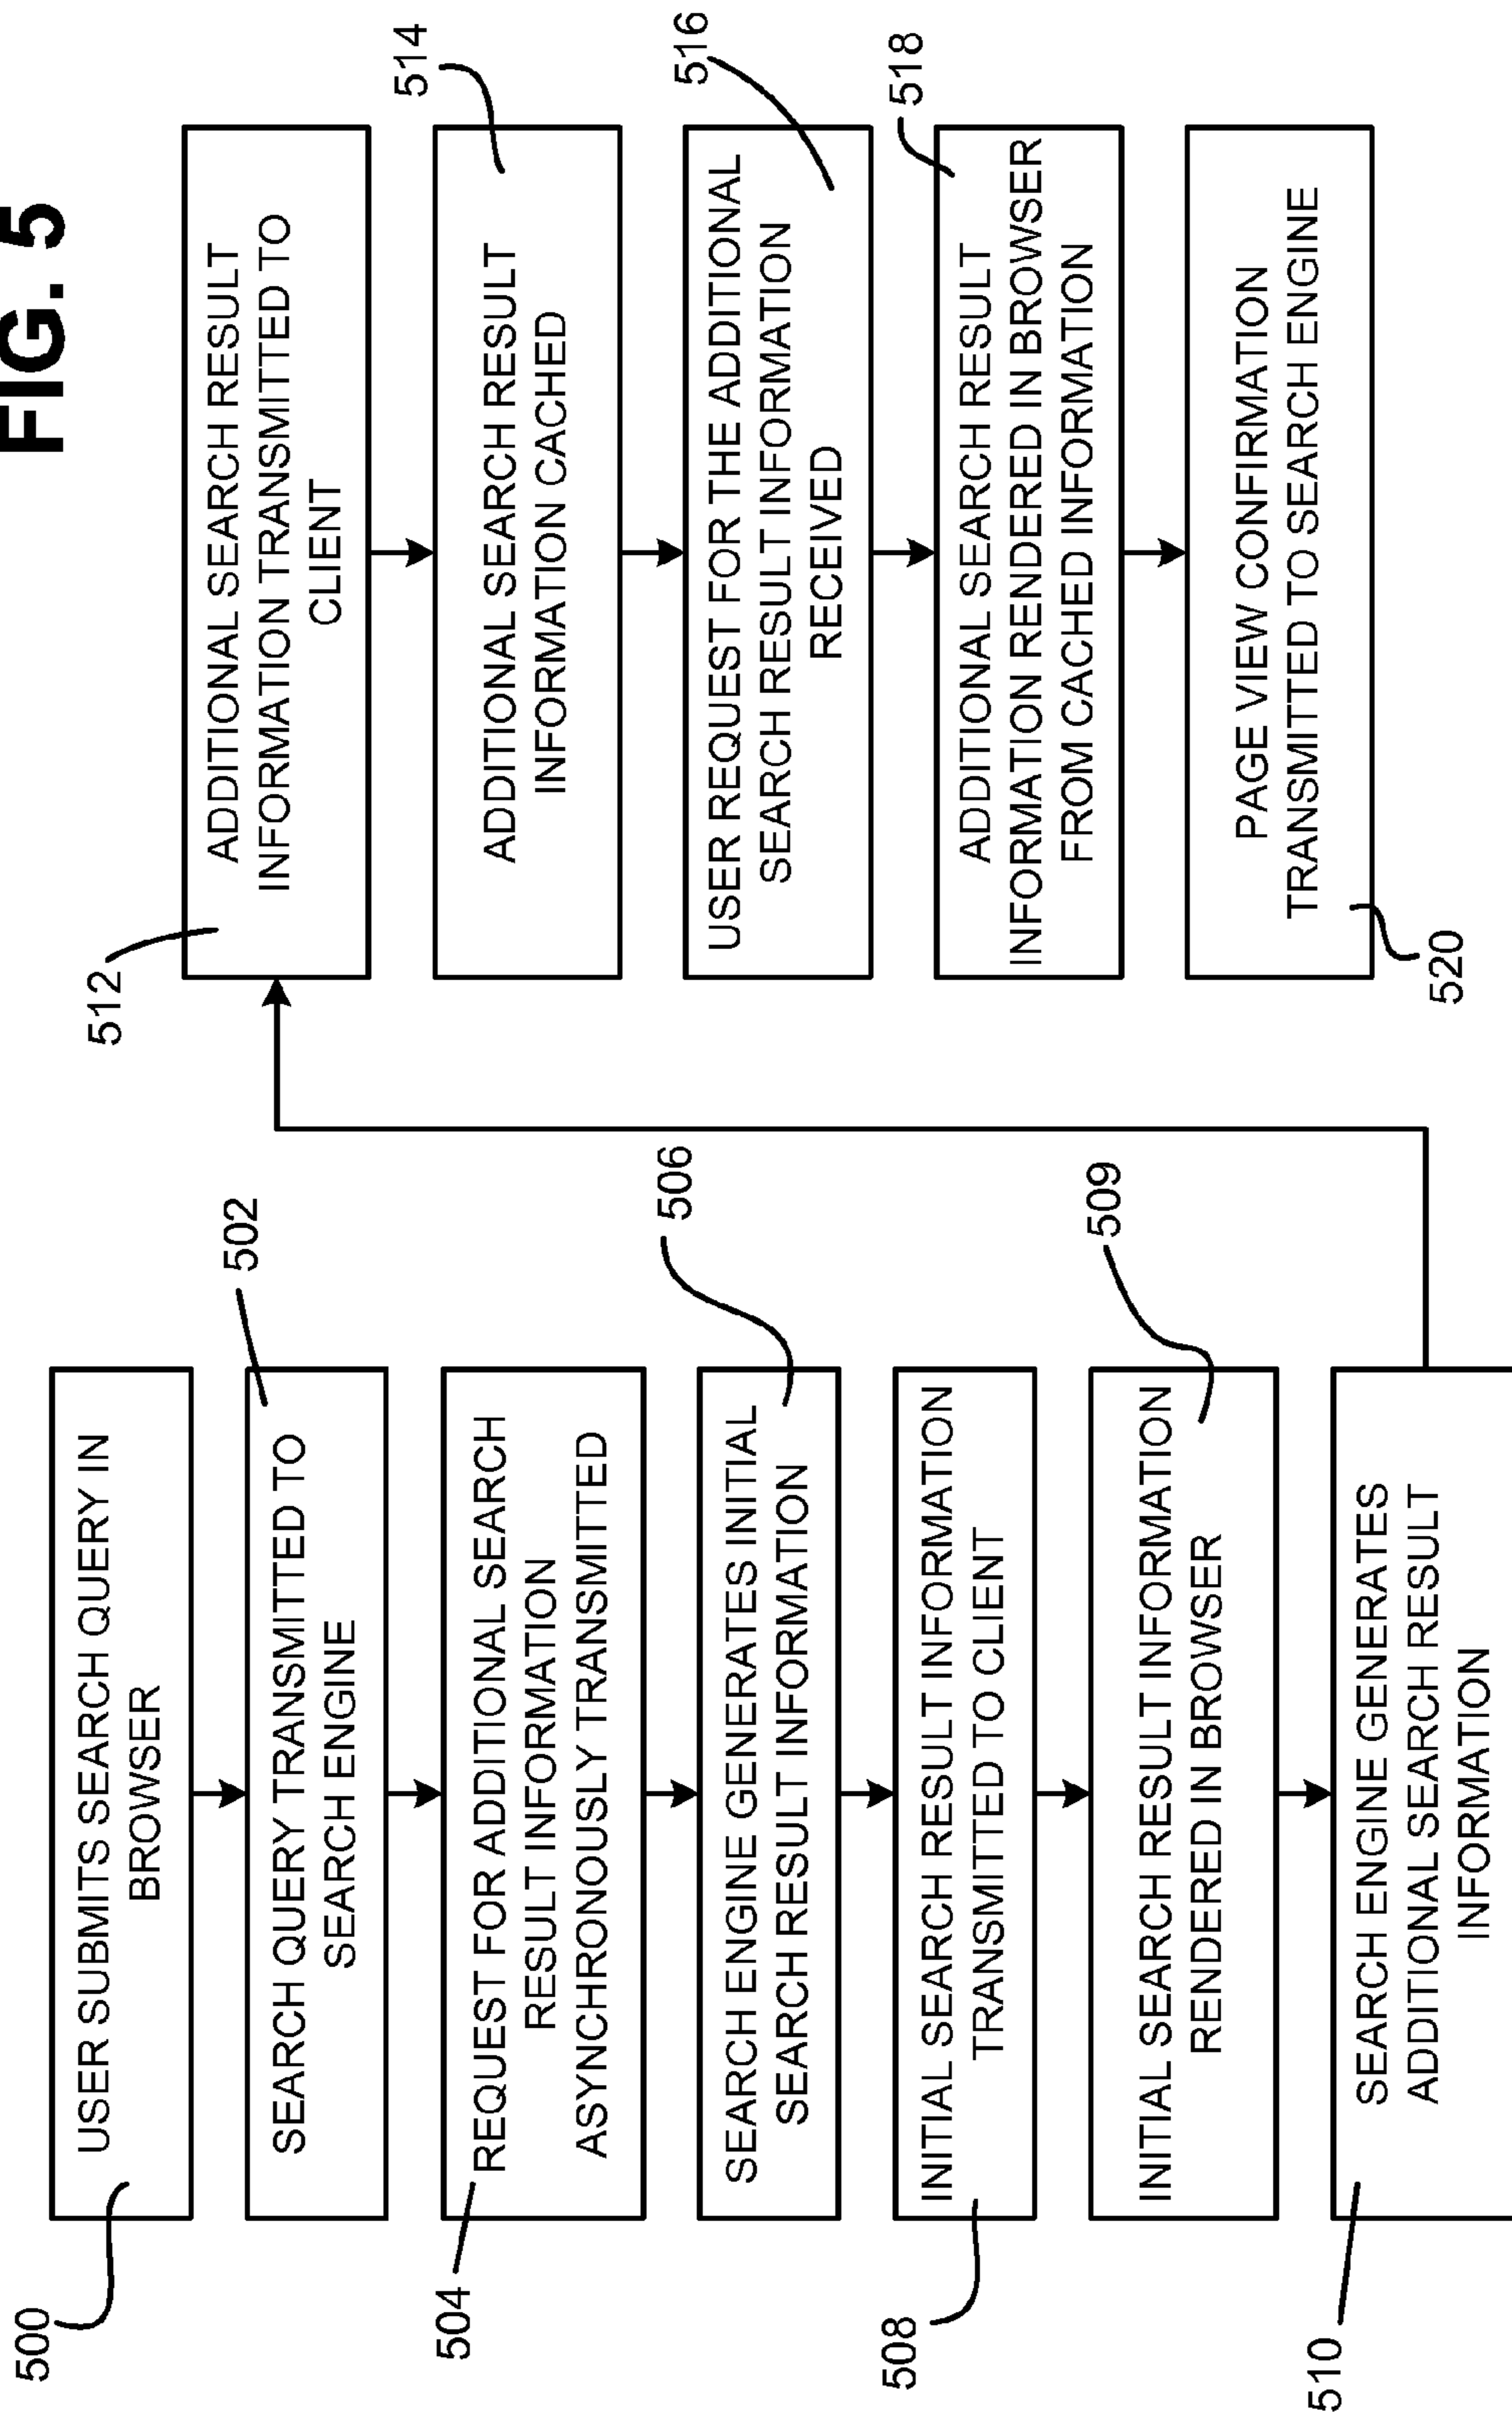 FIG. 5
500
USER SUBMITS SEARCH QUERY IN
BROWSER
502
SEARCH QUERY TRANSMITTED TO
SEARCH ENGINE
504
REQUEST FOR ADDITIONAL SEARCH
RESULT INFORMATION
ASYNCHRONOUSLY TRANSMITTED
506
SEARCH ENGINE GENERATES INITIAL
SEARCH RESULT INFORMATION
508
INITIAL SEARCH RESULT INFORMATION
TRANSMITTED TO CLIENT
509
INITIAL SEARCH RESULT INFORMATION
RENDERED IN BROWSER
510
SEARCH ENGINE GENERATES
ADDITIONAL SEARCH RESULT
INFORMATION
512
ADDITIONAL SEARCH RESULT
INFORMATION TRANSMITTED TO
CLIENT
514
ADDITIONAL SEARCH RESULT
INFORMATION CACHED
516
USER REQUEST FOR THE ADDITIONAL
SEARCH RESULT INFORMATION
RECEIVED
518
ADDITIONAL SEARCH RESULT
INFORMATION RENDERED IN BROWSER
FROM CACHED INFORMATION
520
PAGE VIEW CONFIRMATION
TRANSMITTED TO SEARCH ENGINE